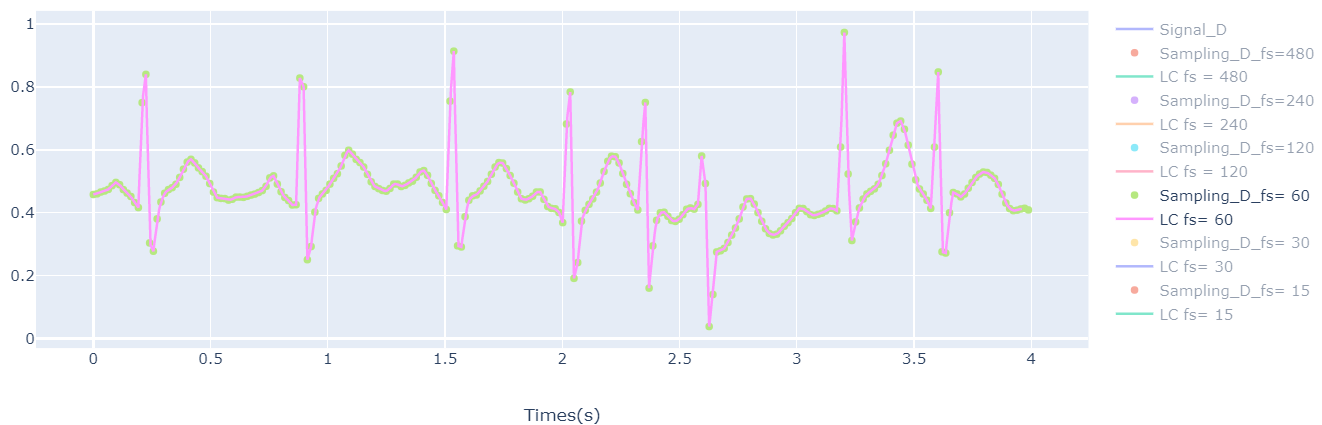 1
0.8
0.6
0.4
0.2
0
0 0.5 1 1.5 2 2.5 3 3.5 4
Times(s)
Signal_D
Sampling_D_fs=480
LC fs = 480
Sampling_D_fs=240
LC fs = 240
Sampling_D_fs=120
LC fs = 120
Sampling_D_fs= 60
LC fs= 60
Sampling_D_fs= 30
LC fs= 30
Sampling_D_fs= 15
LC fs= 15